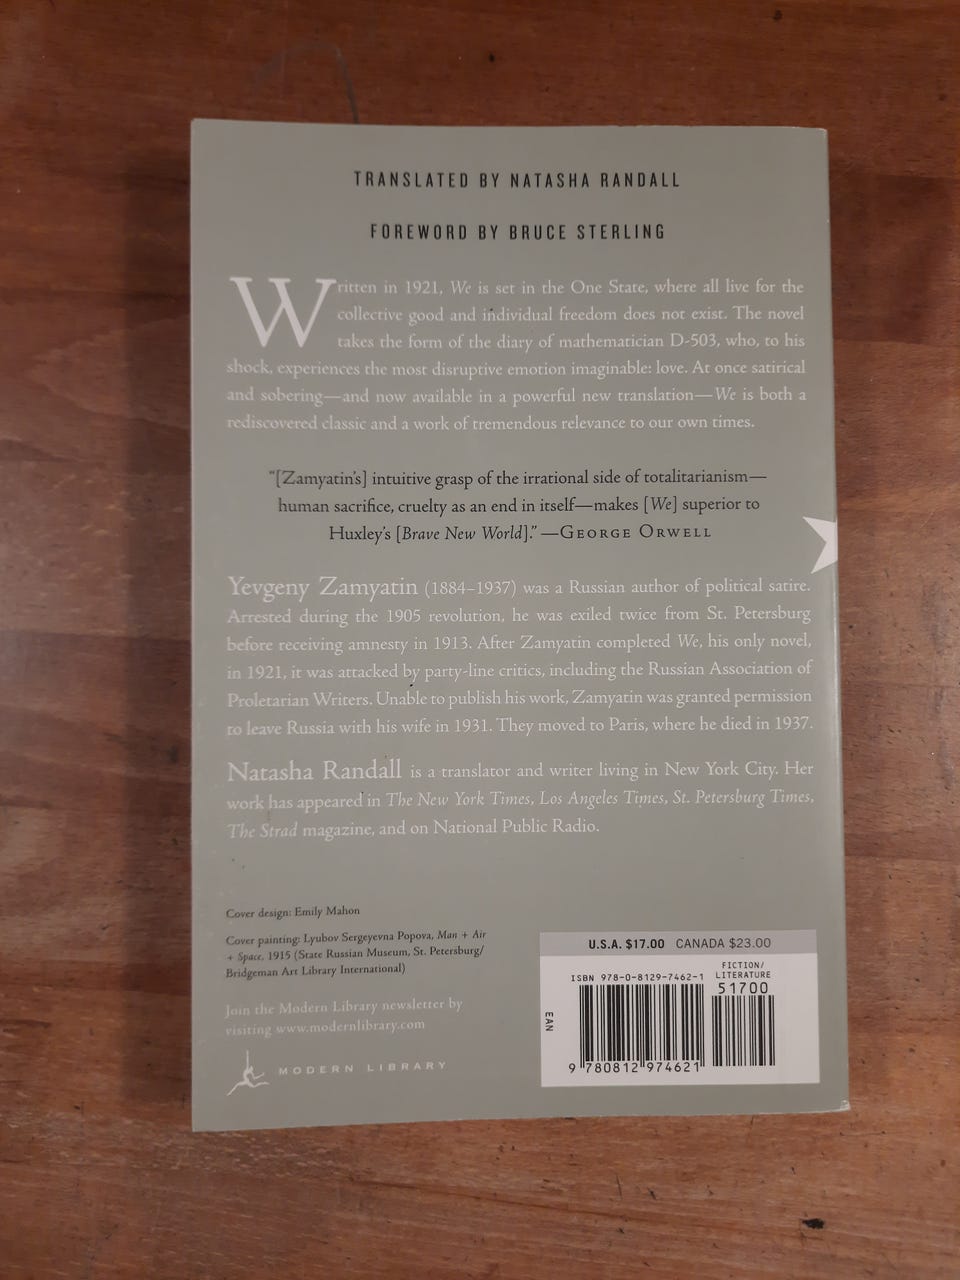 TRANSLATED BY NATASHA RANDALL
FOREWORD BY BRUCE STERLING
Written in 1921, We is set in the One State, where all live for the
collective good and individual freedom does not exist. The novel
takes the form of the diary of mathematician D-503, who, to his
shock, experiences the most disruptive emotion imaginable: love. At once satirical
and sobering—and now available in a powerful new translation—We is both a
rediscovered classic and a work of tremendous relevance to our own times.
"[Zamyatin's] intuitive grasp of the irrational side of totalitarianism—
human sacrifice, cruelty as an end in itself—makes [We] superior to
Huxley's [Brave New World]." —GEORGE ORWELL
Yevgeny Zamyatin (1884–1937) was a Russian author of political satire.
Arrested during the 1905 revolution, he was exiled twice from St. Petersburg
before receiving amnesty in 1913. After Zamyatin completed We, his only novel,
in 1921, it was attacked by party-line critics, including the Russian Association of
Proletarian Writers. Unable to publish his work, Zamyatin was granted permission
to leave Russia with his wife in 1931. They moved to Paris, where he died in 1937.
Natasha Randall is a translator and writer living in New York City. Her
work has appeared in The New York Times, Los Angeles Times, St. Petersburg Times,
The Strad magazine, and on National Public Radio.
Cover design: Emily Mahon
Cover painting: Lyubov Sergeyevna Popova, Man + Air
+ Space, 1915 (State Russian Museum, St. Petersburg/
Bridgeman Art Library International)
Join the Modern Library newsletter by
visiting www.modernlibrary.com
MODERN LIBRARY
U.S.A. $17.00 CANADA $23.00
FICTION/
LITERATURE
ISBN 978-0-8129-7462-1
51700
EAN
9 780812 974621